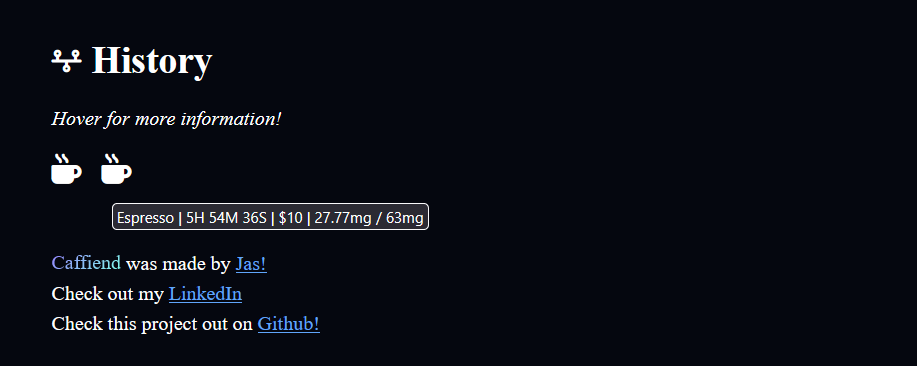 History
Hover for more information!
Espresso | 5H 54M 36S | $10 | 27.77mg / 63mg
Caffiend was made by Jas!
Check out my LinkedIn
Check this project out on Github!